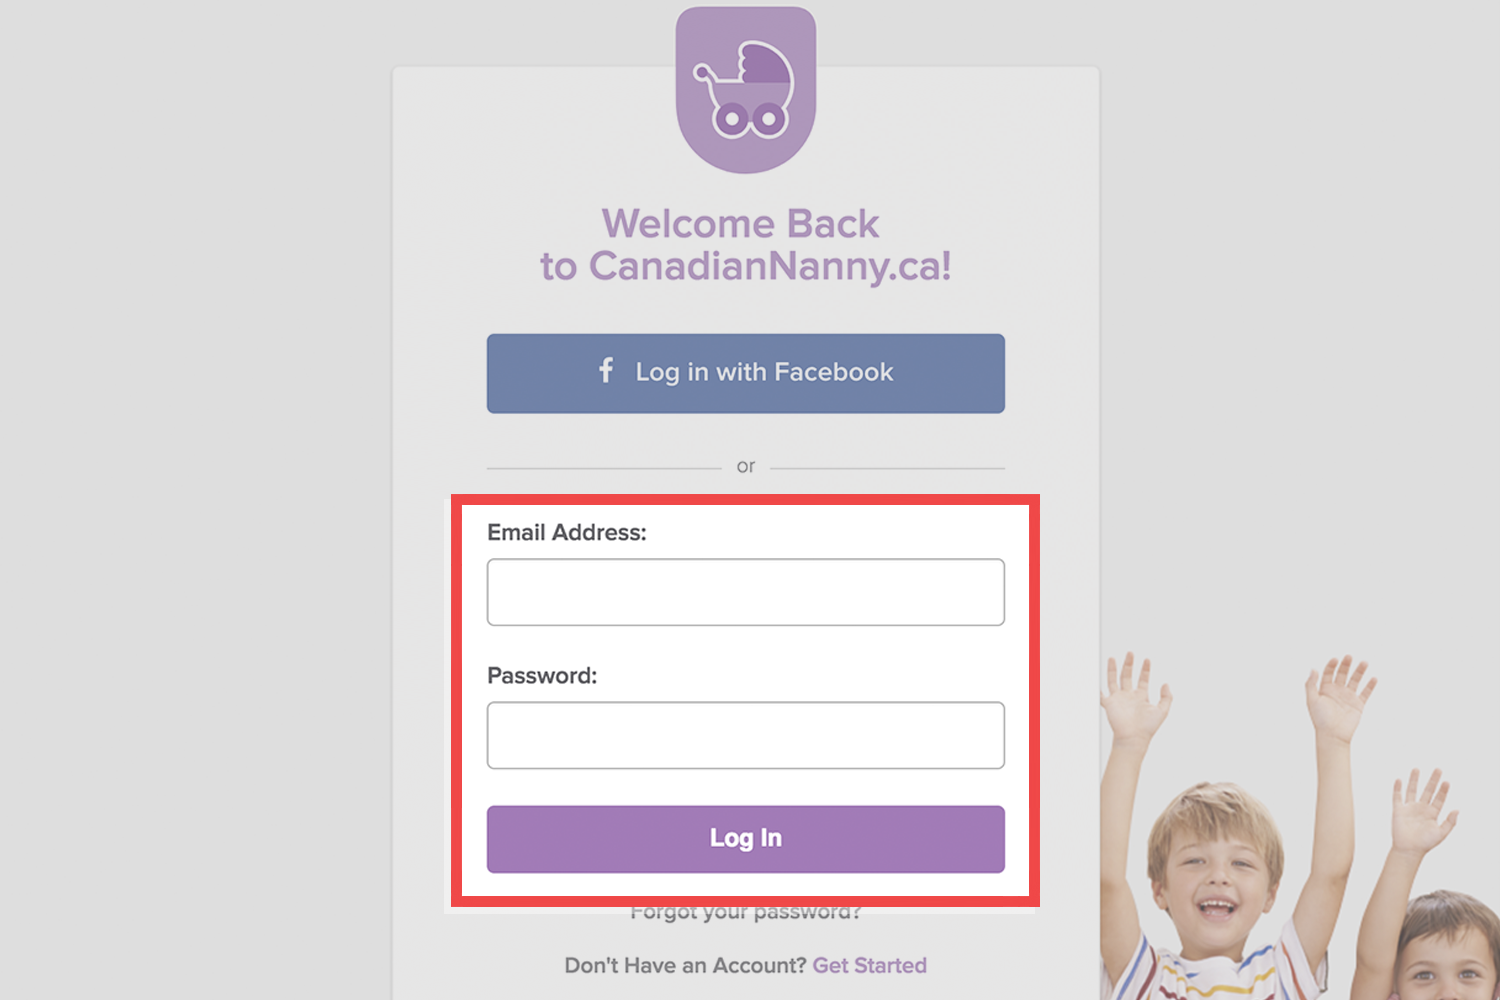 Welcome Back
to CanadianNanny.ca!
f Log in with Facebook
or
Email Address:
Password:
Log In
Forgot your password?
Don't Have an Account? Get Started